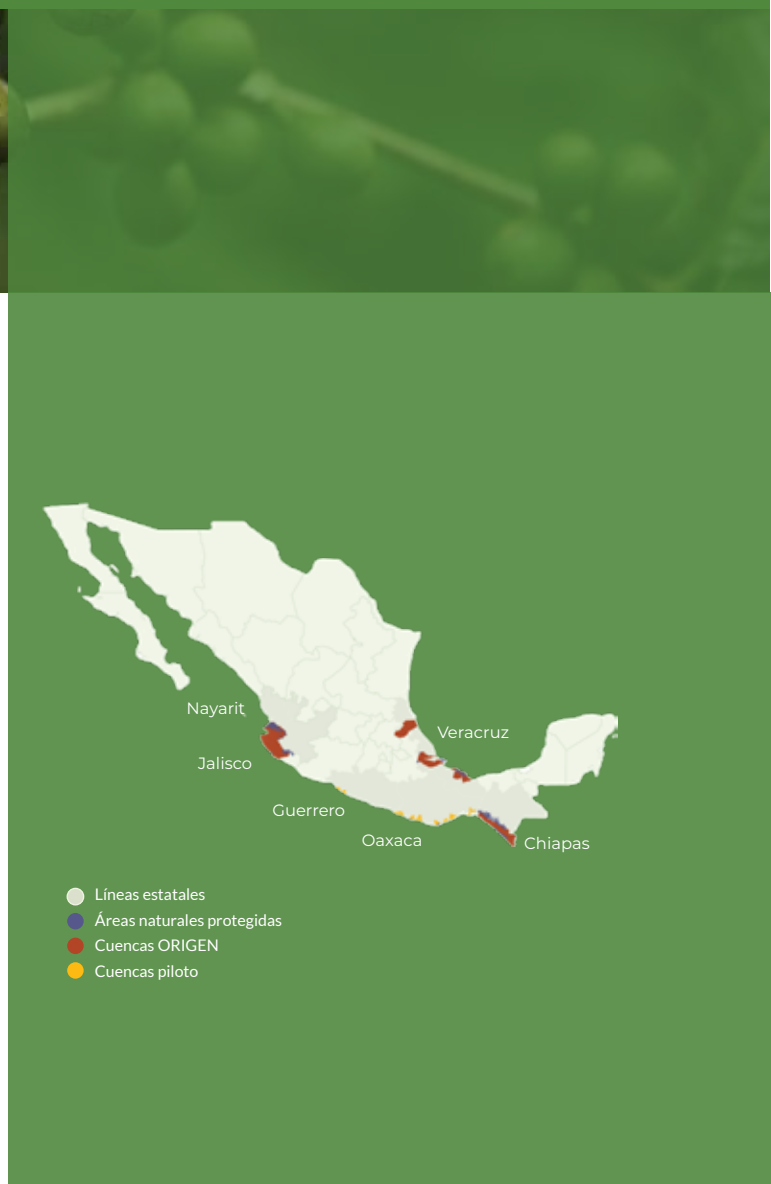 Nayarit
Veracruz
Jalisco
Guerrero
Oaxaca
Chiapas
Líneas estatales
Áreas naturales protegidas
Cuencas ORIGEN
Cuencas piloto